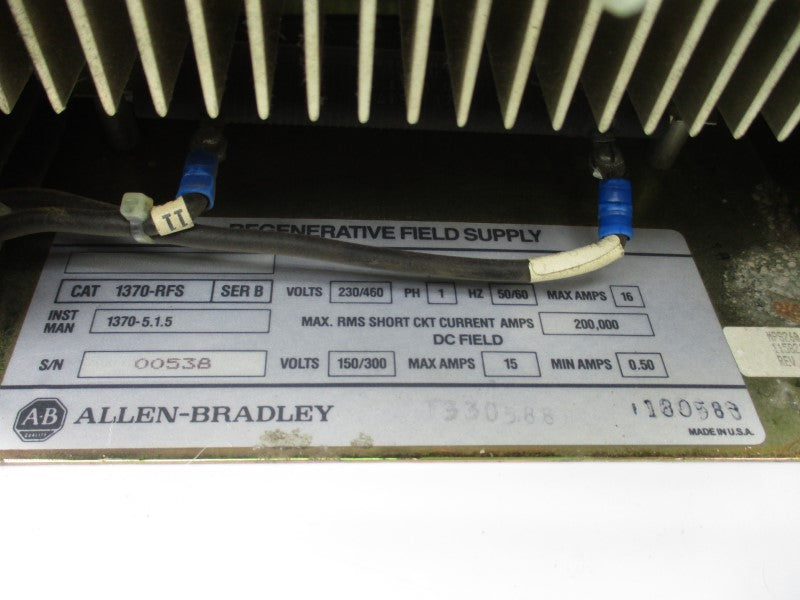 REGENERATIVE FIELD SUPPLY
CAT 1370-RFS SER B VOLTS 230/460 PH 1 HZ 50/60 MAX AMPS 16
INST MAN 1370-5.1.5 MAX. RMS SHORT CKT CURRENT AMPS 200,000
DC FIELD
S/N 00538 VOLTS 150/300 MAX AMPS 15 MIN AMPS 0.50
A-B QUALITY ALLEN-BRADLEY
MADE IN U.S.A.
REV